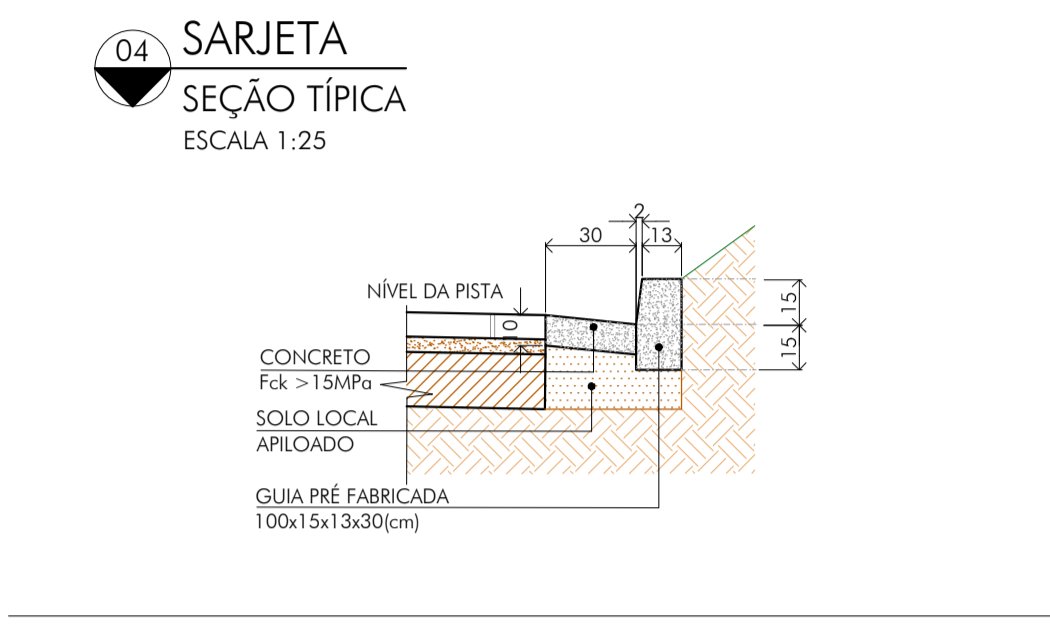 04
SARJETA
SEÇÃO TÍPICA
ESCALA 1:25
2
30
13
NÍVEL DA PISTA
10
15
15
CONCRETO
Fck >15MPa
SOLO LOCAL
APILOADO
GUIA PRÉ FABRICADA
100x15x13x30(cm)